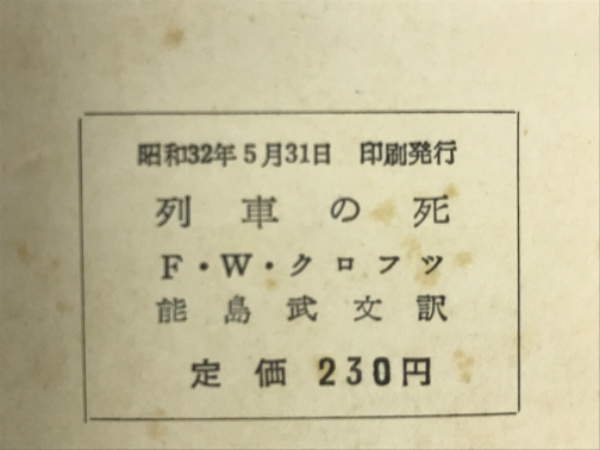 昭和32年5月31日 印刷発行
列車の死
F・W・クロフツ
能島武文訳
定価 230円